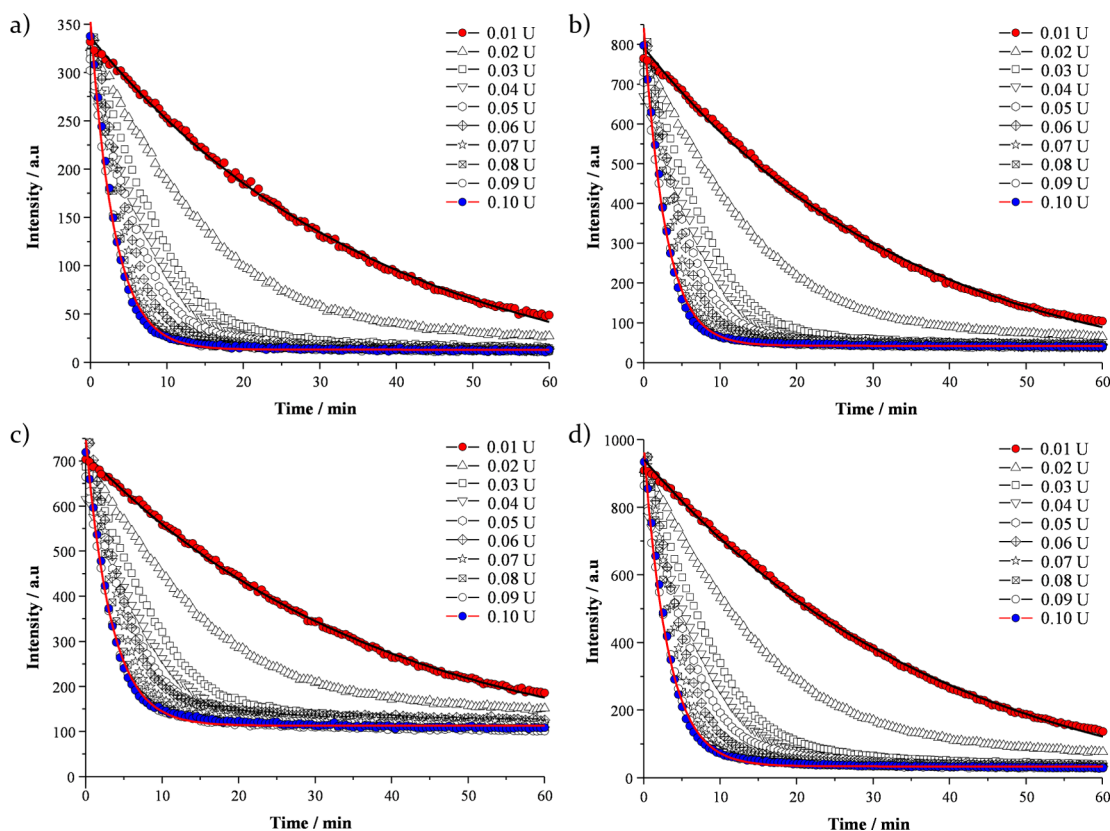 a)
Intensity / a.u
350
300
250
200
150
100
50
0
0 10 20 30 40 50 60
Time / min
0.01 U
0.02 U
0.03 U
0.04 U
0.05 U
0.06 U
0.07 U
0.08 U
0.09 U
0.10 U
b)
Intensity / a.u
800
700
600
500
400
300
200
100
0
0 10 20 30 40 50 60
Time / min
0.01 U
0.02 U
0.03 U
0.04 U
0.05 U
0.06 U
0.07 U
0.08 U
0.09 U
0.10 U
c)
Intensity / a.u
700
600
500
400
300
200
100
0
0 10 20 30 40 50 60
Time / min
0.01 U
0.02 U
0.03 U
0.04 U
0.05 U
0.06 U
0.07 U
0.08 U
0.09 U
0.10 U
d)
Intensity / a.u
1000
800
600
400
200
0
0 10 20 30 40 50 60
Time / min
0.01 U
0.02 U
0.03 U
0.04 U
0.05 U
0.06 U
0.07 U
0.08 U
0.09 U
0.10 U